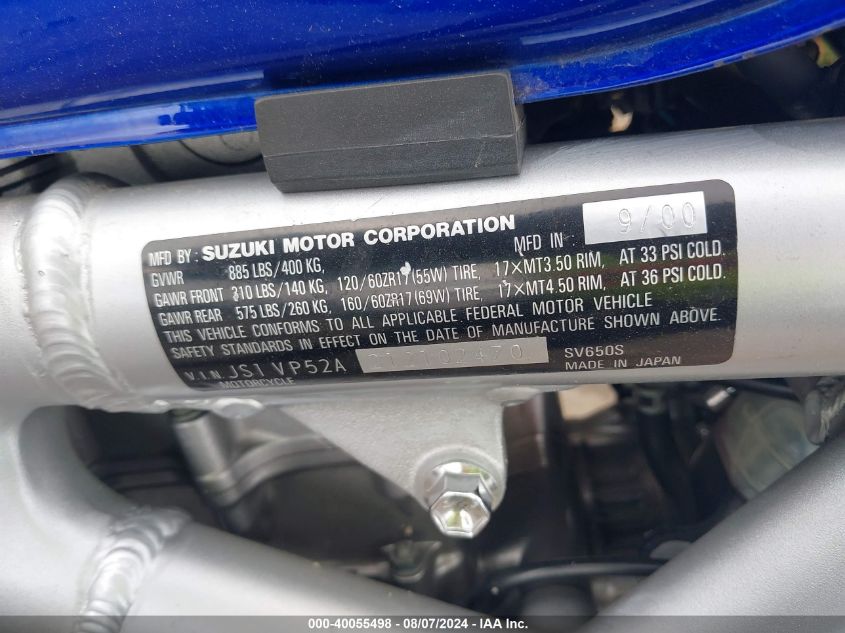 MFD BY: SUZUKI MOTOR CORPORATION MFD IN: 9/00
GVWR 885 LBS/400 KG,
GAWR FRONT 310 LBS/140 KG, 120/60ZR17(55W) TIRE, 17×MT3.50 RIM, AT 33 PSI COLD.
GAWR REAR 575 LBS/260 KG, 160/60ZR17(69W) TIRE, 17×MT4.50 RIM, AT 36 PSI COLD.
THIS VEHICLE CONFORMS TO ALL APPLICABLE FEDERAL MOTOR VEHICLE
SAFETY STANDARDS IN EFFECT ON THE DATE OF MANUFACTURE SHOWN ABOVE.
V.I.N JS1VP52A 212102470 SV650S
MOTORCYCLE MADE IN JAPAN
000-40055498 - 08/07/2024 - IAA Inc.